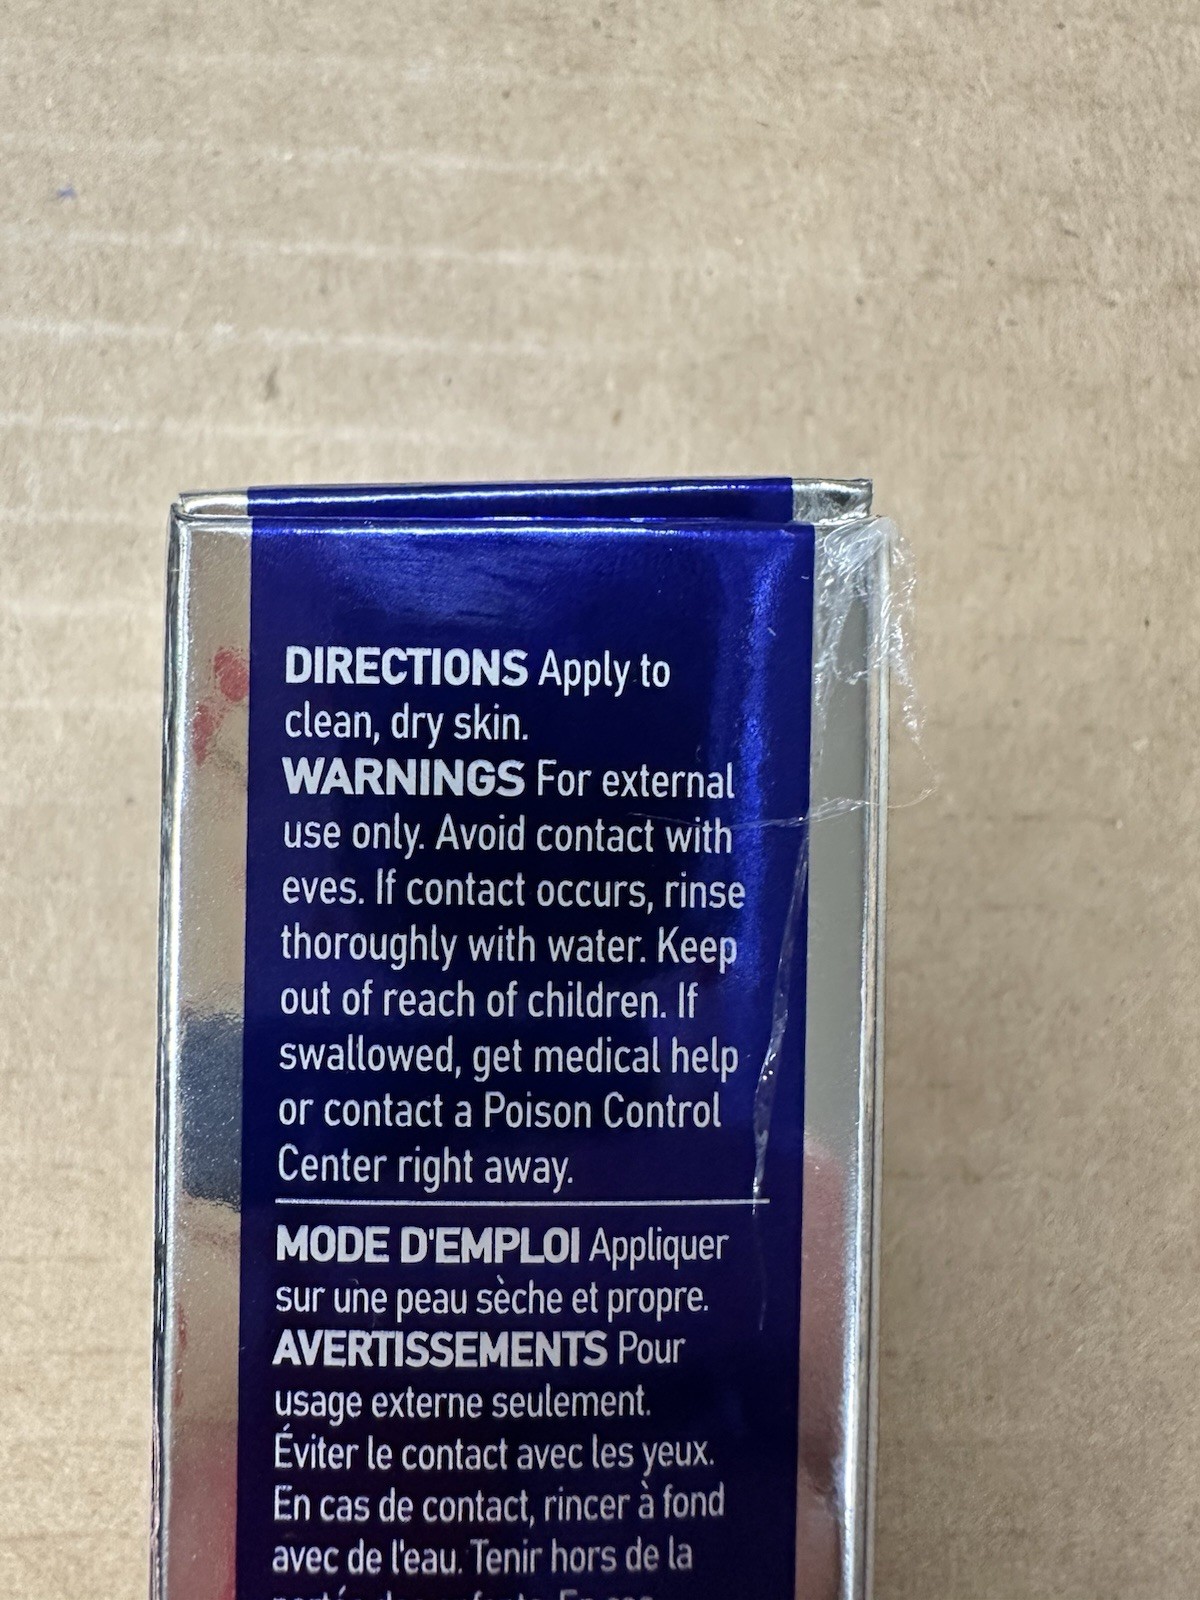 DIRECTIONS Apply to
clean, dry skin.
WARNINGS For external
use only. Avoid contact with
eves. If contact occurs, rinse
thoroughly with water. Keep
out of reach of children. If
swallowed, get medical help
or contact a Poison Control
Center right away.
MODE D'EMPLOI Appliquer
sur une peau sèche et propre.
AVERTISSEMENTS Pour
usage externe seulement.
Éviter le contact avec les yeux.
En cas de contact, rincer à fond
avec de l'eau. Tenir hors de la